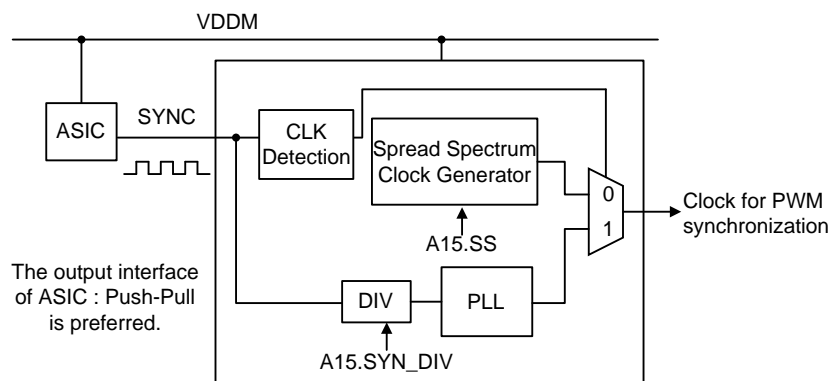 VDDM
ASIC
SYNC
CLK
Detection
Spread Spectrum
Clock Generator
A15.SS
0
1
Clock for PWM
synchronization
The output interface
of ASIC : Push-Pull
is preferred.
DIV
PLL
A15.SYN_DIV